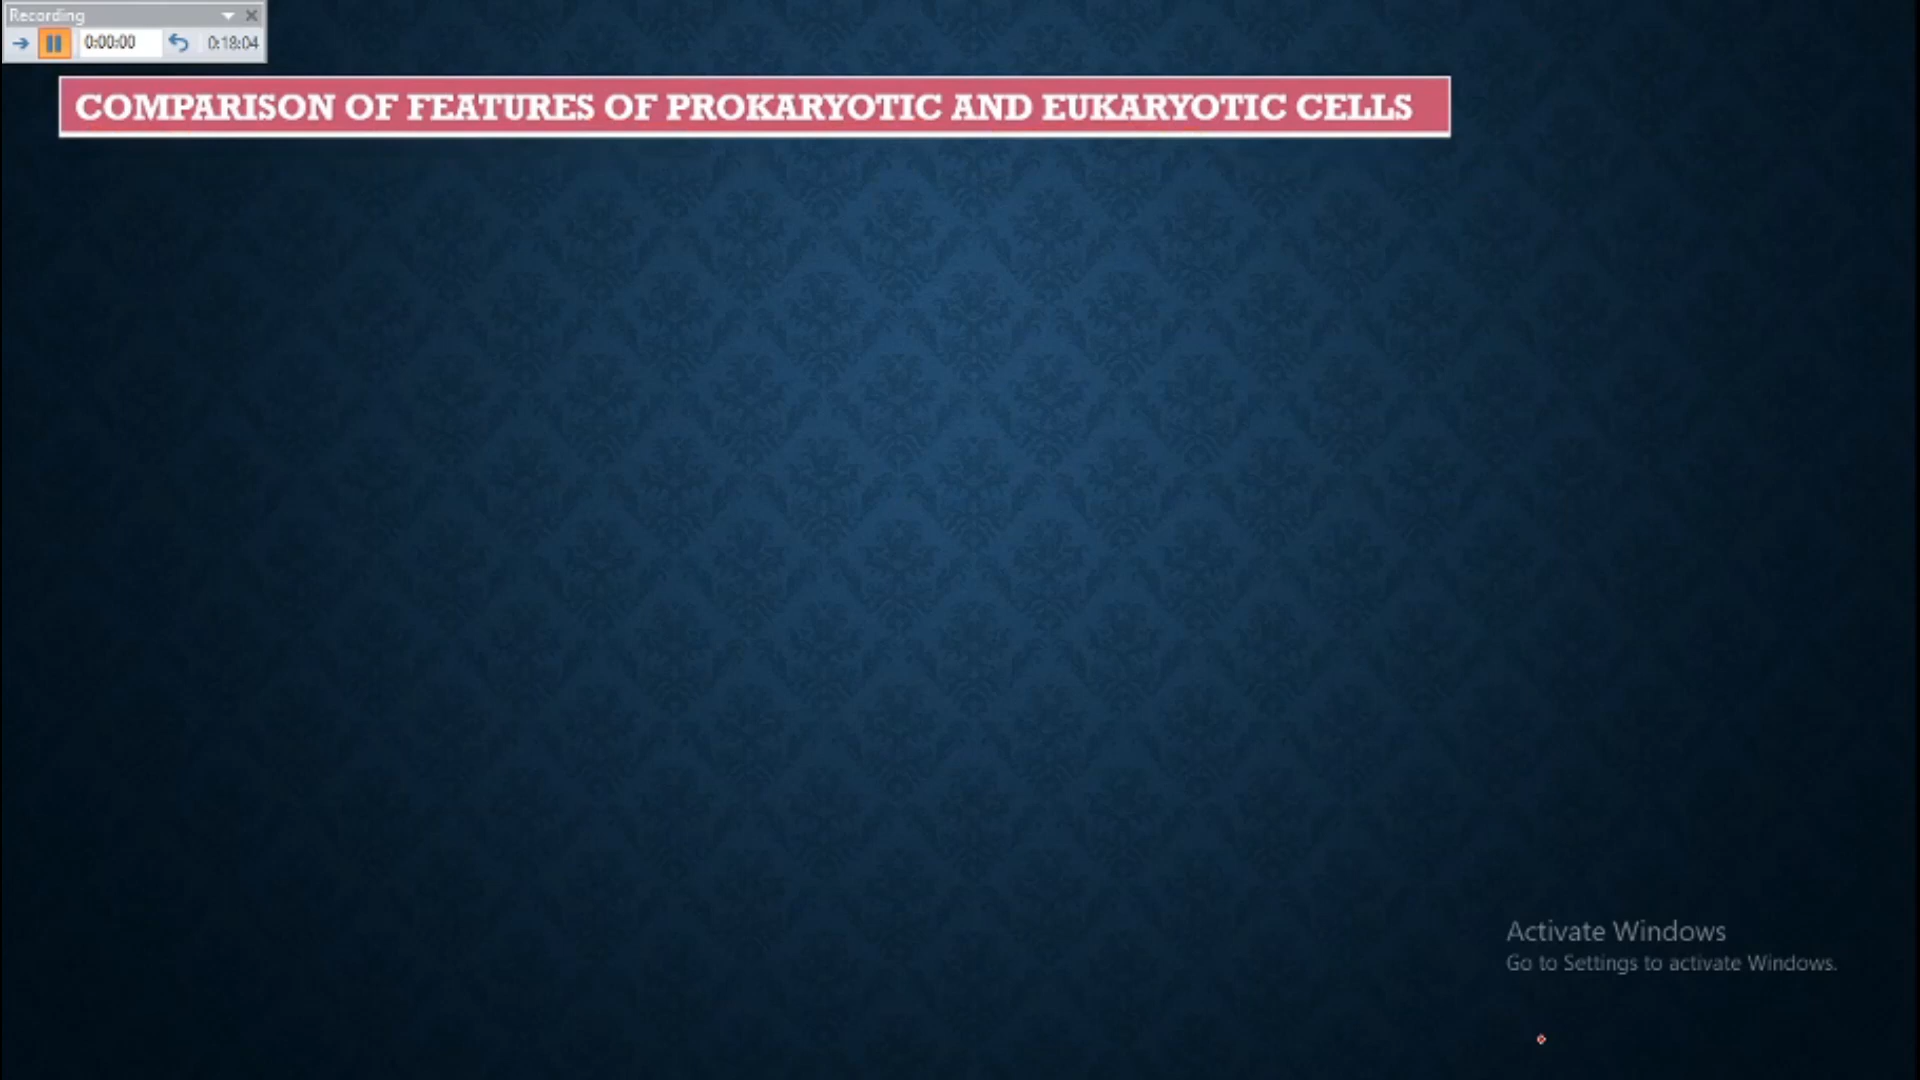 Recording
0:00:00 0:18:04
COMPARISON OF FEATURES OF PROKARYOTIC AND EUKARYOTIC CELLS
Activate Windows
Go to Settings to activate Windows.